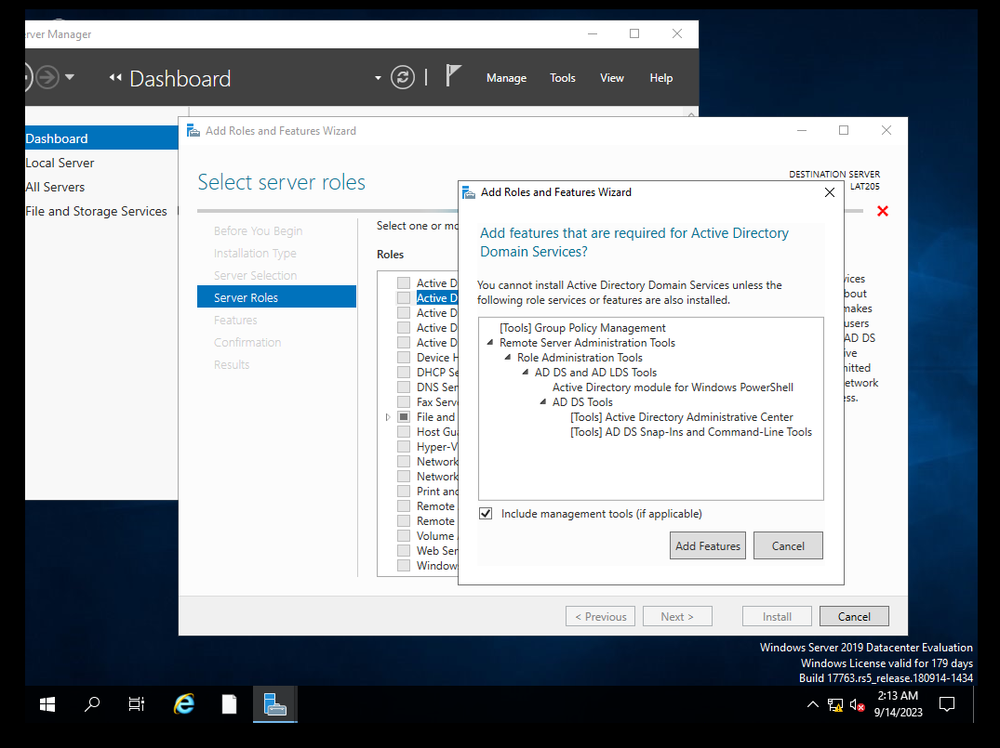 erver Manager
Dashboard
Manage
Tools
View
Help
Dashboard
Local Server
All Servers
File and Storage Services
Add Roles and Features Wizard
Select server roles
DESTINATION SERVER
LAT205
Before You Begin
Installation Type
Server Selection
Server Roles
Features
Confirmation
Results
Select one or mo
Roles
Active D
Active D
Active D
Active D
Active D
Device H
DHCP Se
DNS Ser
Fax Serv
File and
Host Gua
Hyper-V
Network
Network
Print and
Remote
Remote
Volume
Web Ser
Window
vices
bout
makes
users
AD DS
ive
mitted
etwork
ess.
Add Roles and Features Wizard
Add features that are required for Active Directory
Domain Services?
You cannot install Active Directory Domain Services unless the
following role services or features are also installed.
[Tools] Group Policy Management
Remote Server Administration Tools
Role Administration Tools
AD DS and AD LDS Tools
Active Directory module for Windows PowerShell
AD DS Tools
[Tools] Active Directory Administrative Center
[Tools] AD DS Snap-Ins and Command-Line Tools
Include management tools (if applicable)
Add Features
Cancel
< Previous
Next >
Install
Cancel
Windows Server 2019 Datacenter Evaluation
Windows License valid for 179 days
Build 17763.rs5_release.180914-1434
2:13 AM
9/14/2023